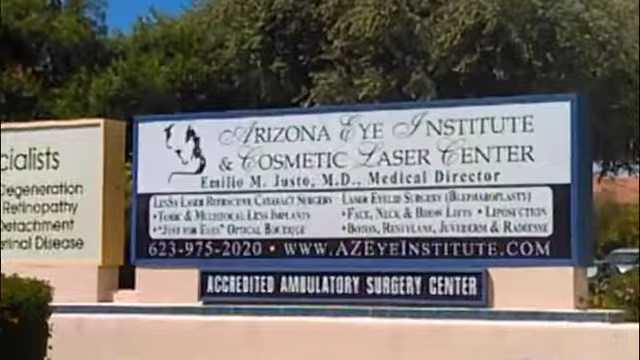 cialists
Degeneration
Retinopathy
Detachment
etinal Disease
Arizona Eye Institute
& Cosmetic Laser Center
Emilio M. Justo, M.D., Medical Director
LenSx Laser Refractive Cataract Surgery
• Toric & Multifocal Lens Implants
• "Just for Eyes" Optical Boutique
Laser Eyelid Surgery (Blepharoplasty)
• Face, Neck & Brow Lifts • Liposuction
• Botox, Restylane, Juvederm & Radiesse
623-975-2020 • www.AZEyeInstitute.com
Accredited Ambulatory Surgery Center